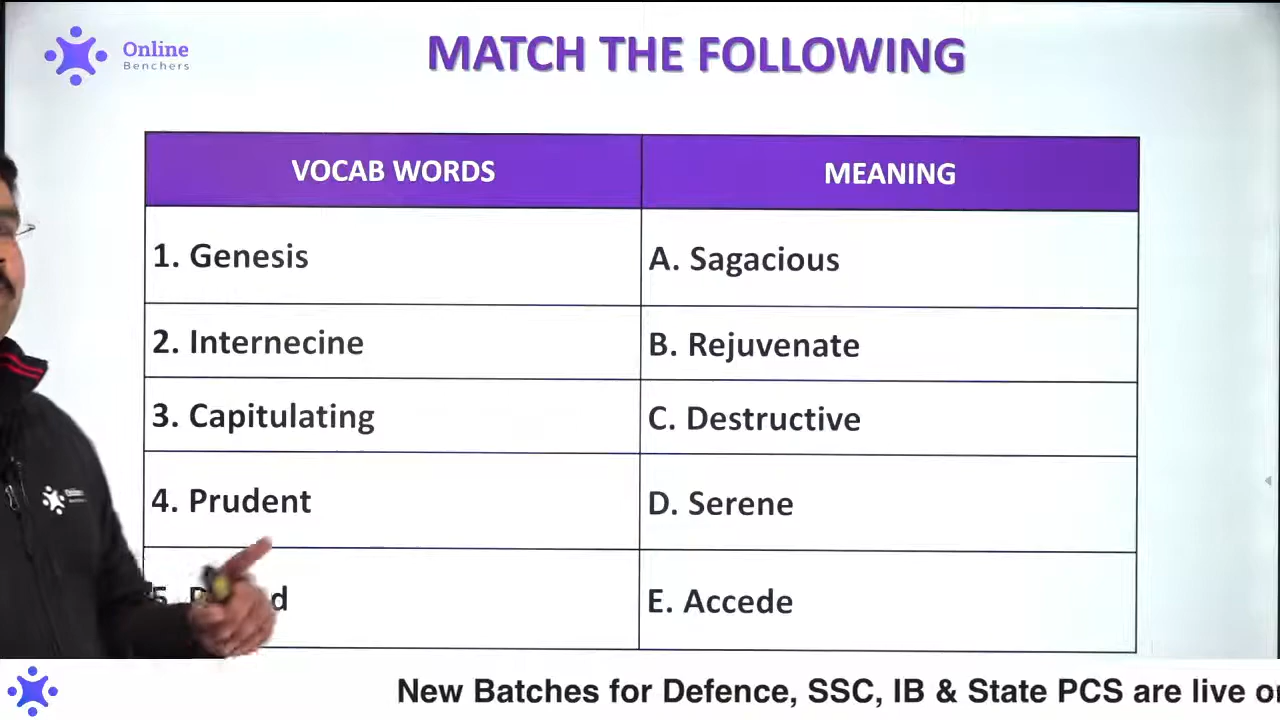 Online
Benchers
MATCH THE FOLLOWING
VOCAB WORDS MEANING
1. Genesis A. Sagacious
2. Internecine B. Rejuvenate
3. Capitulating C. Destructive
4. Prudent D. Serene
5. E. Accede
New Batches for Defence, SSC, IB & State PCS are live